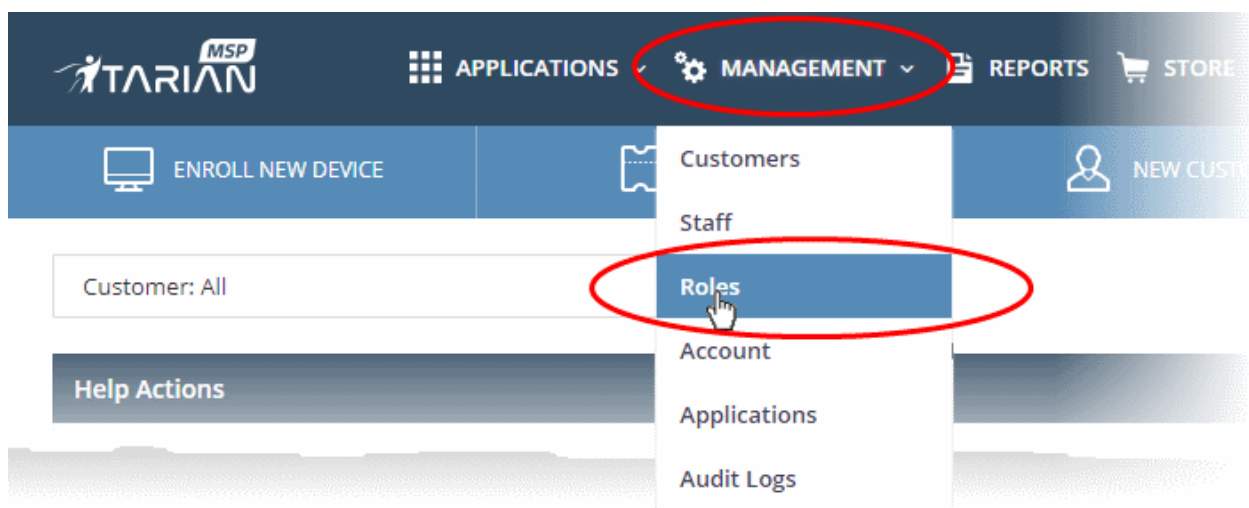 MSP
ITARIAN
APPLICATIONS
MANAGEMENT
REPORTS
STORE
ENROLL NEW DEVICE
NEW
Customers
Staff
Customer: All
Roles
Account
Help Actions
Applications
Audit Logs